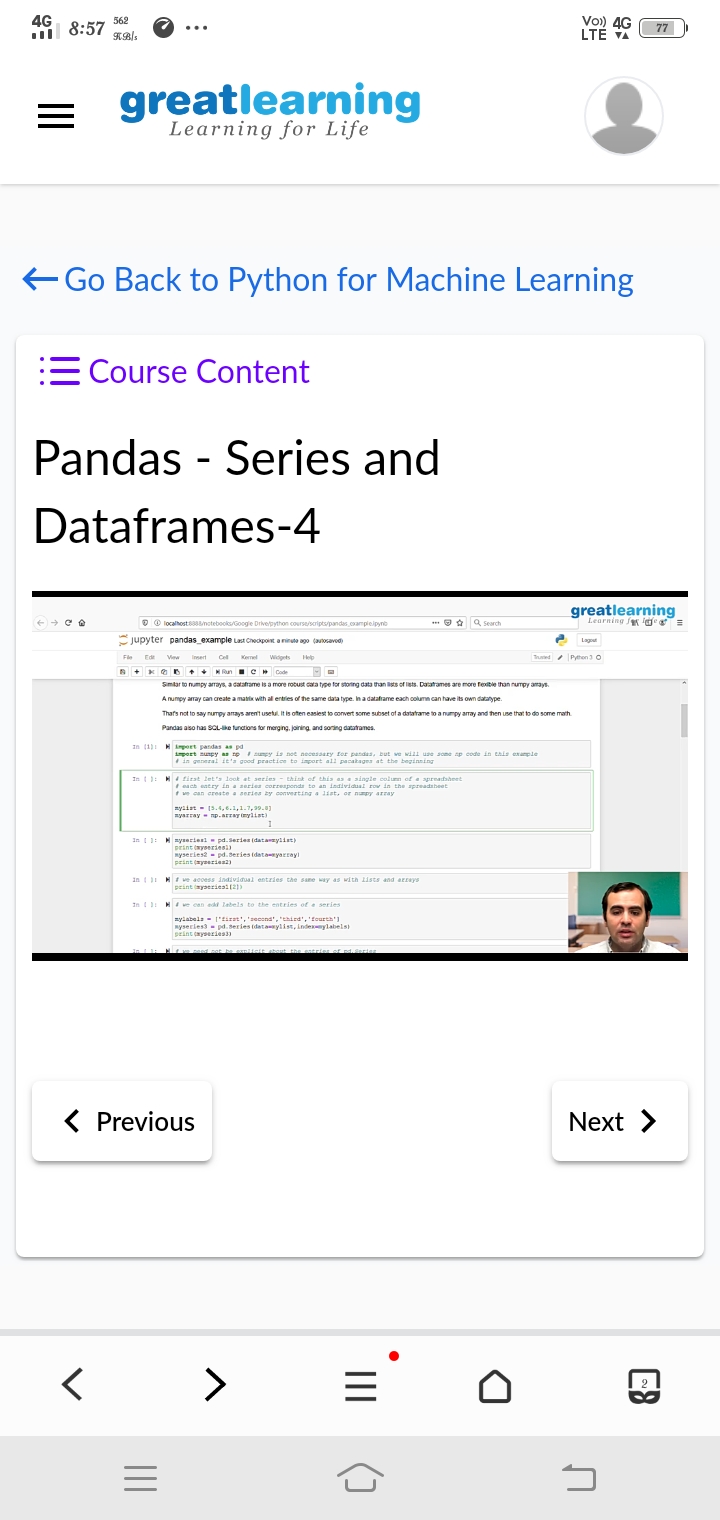 4G 8:57 562 KB/s ... VoLTE 4G 77
greatlearning
Learning for Life
Go Back to Python for Machine Learning
Course Content
Pandas - Series and
Dataframes-4
greatlearning
Learning for Life
localhost:8888/notebooks/Google Drive/python course/scripts/pandas_example.ipynb
Search
jupyter pandas_example Last Checkpoint: a minute ago (autosaved)
Logout
File Edit View Insert Cell Kernel Widgets Help
Trusted Python 3
Run Code
Similar to numpy arrays, a dataframe is a more robust data type for storing data than lists of lists. Dataframes are more flexible than numpy arrays.
A numpy array can create a matrix with all entries of the same data type. In a dataframe each column can have its own datatype.
That's not to say numpy arrays aren't useful. It is often easiest to convert some subset of a dataframe to a numpy array and then use that to do some math.
Pandas also has SQL-like functions for merging, joining, and sorting dataframes.
In [1]: import pandas as pd
import numpy as np # numpy is not necessary for pandas, but we will use some np code in this example
# in general it's good practice to import all pacakages at the beginning
In [ ]: # first let's look at series - think of this as a single column of a spreadsheet
# each entry in a series corresponds to an individual row in the spreadsheet
# we can create a series by converting a list, or numpy array
mylist = [5.4,6.1,1.7,99.8]
myarray = np.array(mylist)
In [ ]: myseries1 = pd.Series(data=mylist)
print(myseries1)
myseries2 = pd.Series(data=myarray)
print(myseries2)
In [ ]: # we access individual entries the same way as with lists and arrays
print(myseries1[2])
In [ ]: # we can add labels to the entries of a series
mylabels = ['first','second','third','fourth']
myseries3 = pd.Series(data=mylist,index=mylabels)
print(myseries3)
In [ ]: # we need not be explicit about the entries of pd.Series
Previous
Next
2